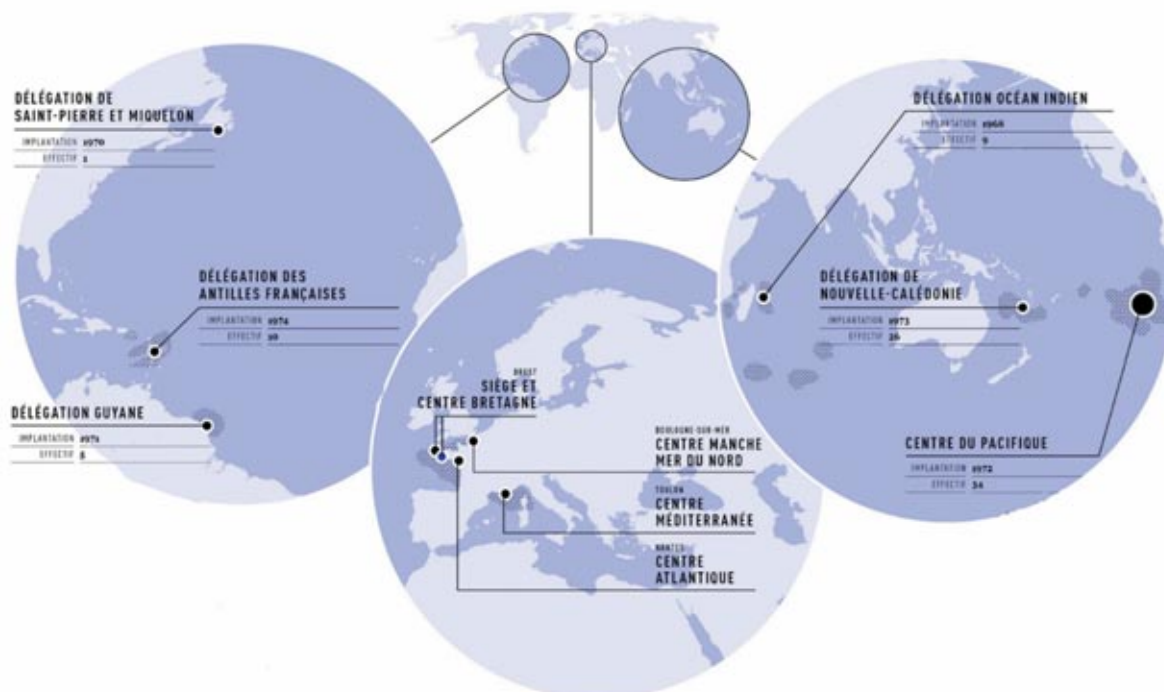 DÉLÉGATION DE
SAINT-PIERRE ET MIQUELON
IMPLANTATION 1970
EFFECTIF 1
DÉLÉGATION DES
ANTILLES FRANÇAISES
IMPLANTATION 1974
EFFECTIF 10
DÉLÉGATION GUYANE
IMPLANTATION 1971
EFFECTIF 5
BREST
SIÈGE ET
CENTRE BRETAGNE
BOULOGNE-SUR-MER
CENTRE MANCHE
MER DU NORD
TOULON
CENTRE
MÉDITERRANÉE
NANTES
CENTRE
ATLANTIQUE
DÉLÉGATION OCÉAN INDIEN
IMPLANTATION
EFFECTIF 9
DÉLÉGATION DE
NOUVELLE-CALÉDONIE
IMPLANTATION 1973
EFFECTIF 26
CENTRE DU PACIFIQUE
IMPLANTATION 1972
EFFECTIF 34